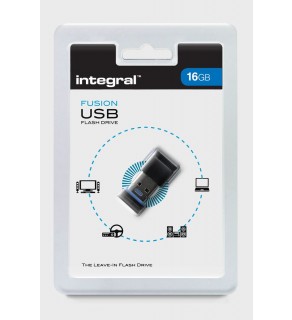 integral
16GB
FUSION
USB
FLASH DRIVE
THE LEAVE-IN FLASH DRIVE